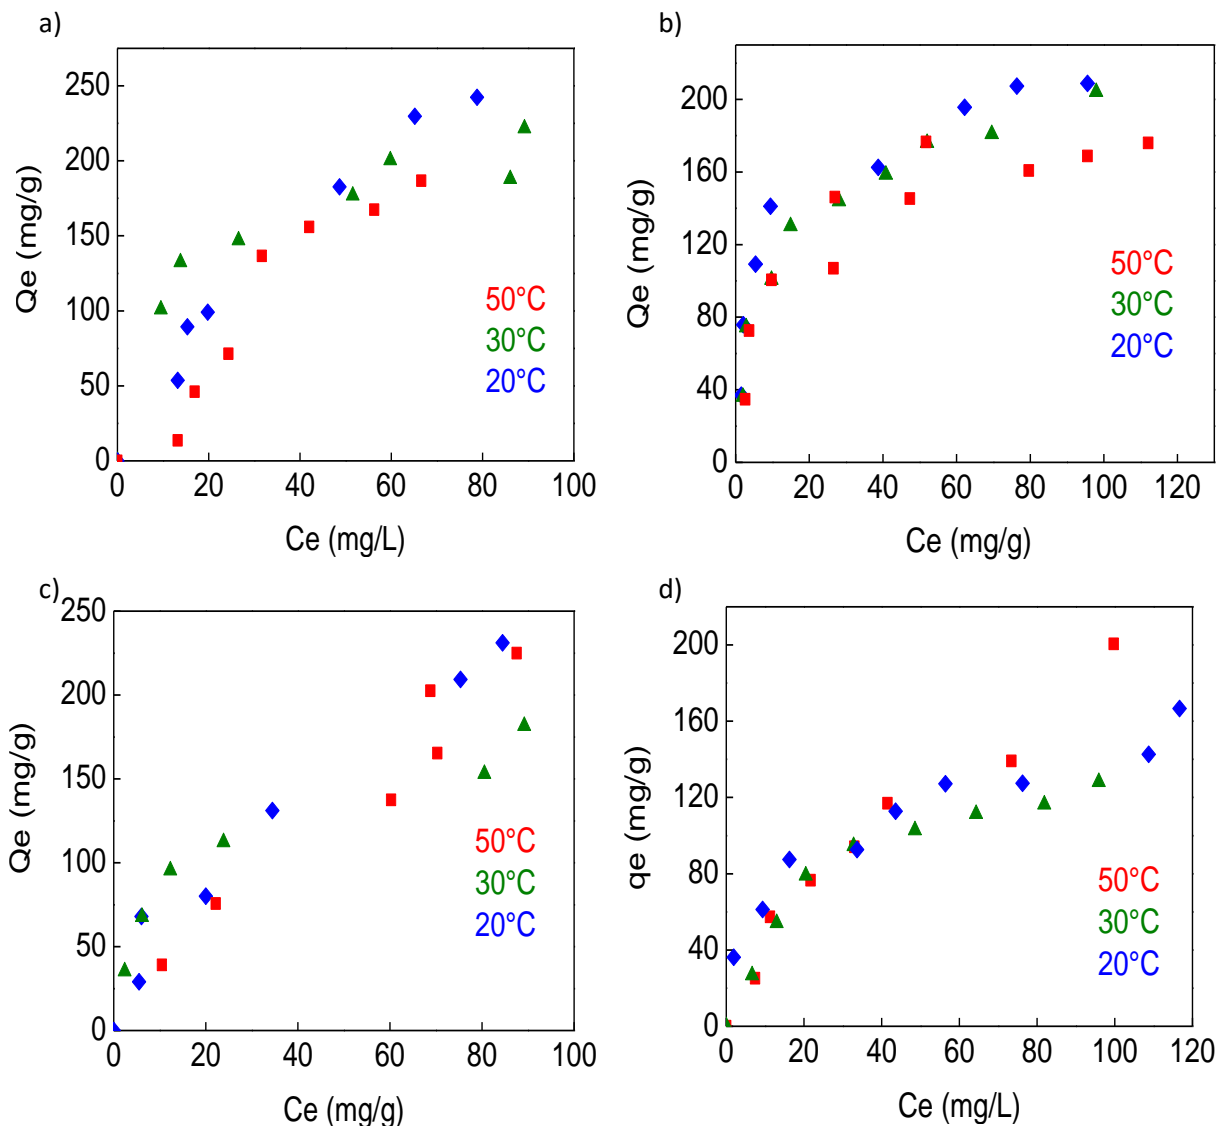 a)
250
200
150
100
50
0
Qe (mg/g)
50°C
30°C
20°C
0 20 40 60 80 100
Ce (mg/L)
b)
200
160
120
80
40
0
Qe (mg/g)
50°C
30°C
20°C
0 20 40 60 80 100 120
Ce (mg/g)
c)
250
200
150
100
50
0
Qe (mg/g)
50°C
30°C
20°C
0 20 40 60 80 100
Ce (mg/g)
d)
200
160
120
80
40
0
qe (mg/g)
50°C
30°C
20°C
0 20 40 60 80 100 120
Ce (mg/L)